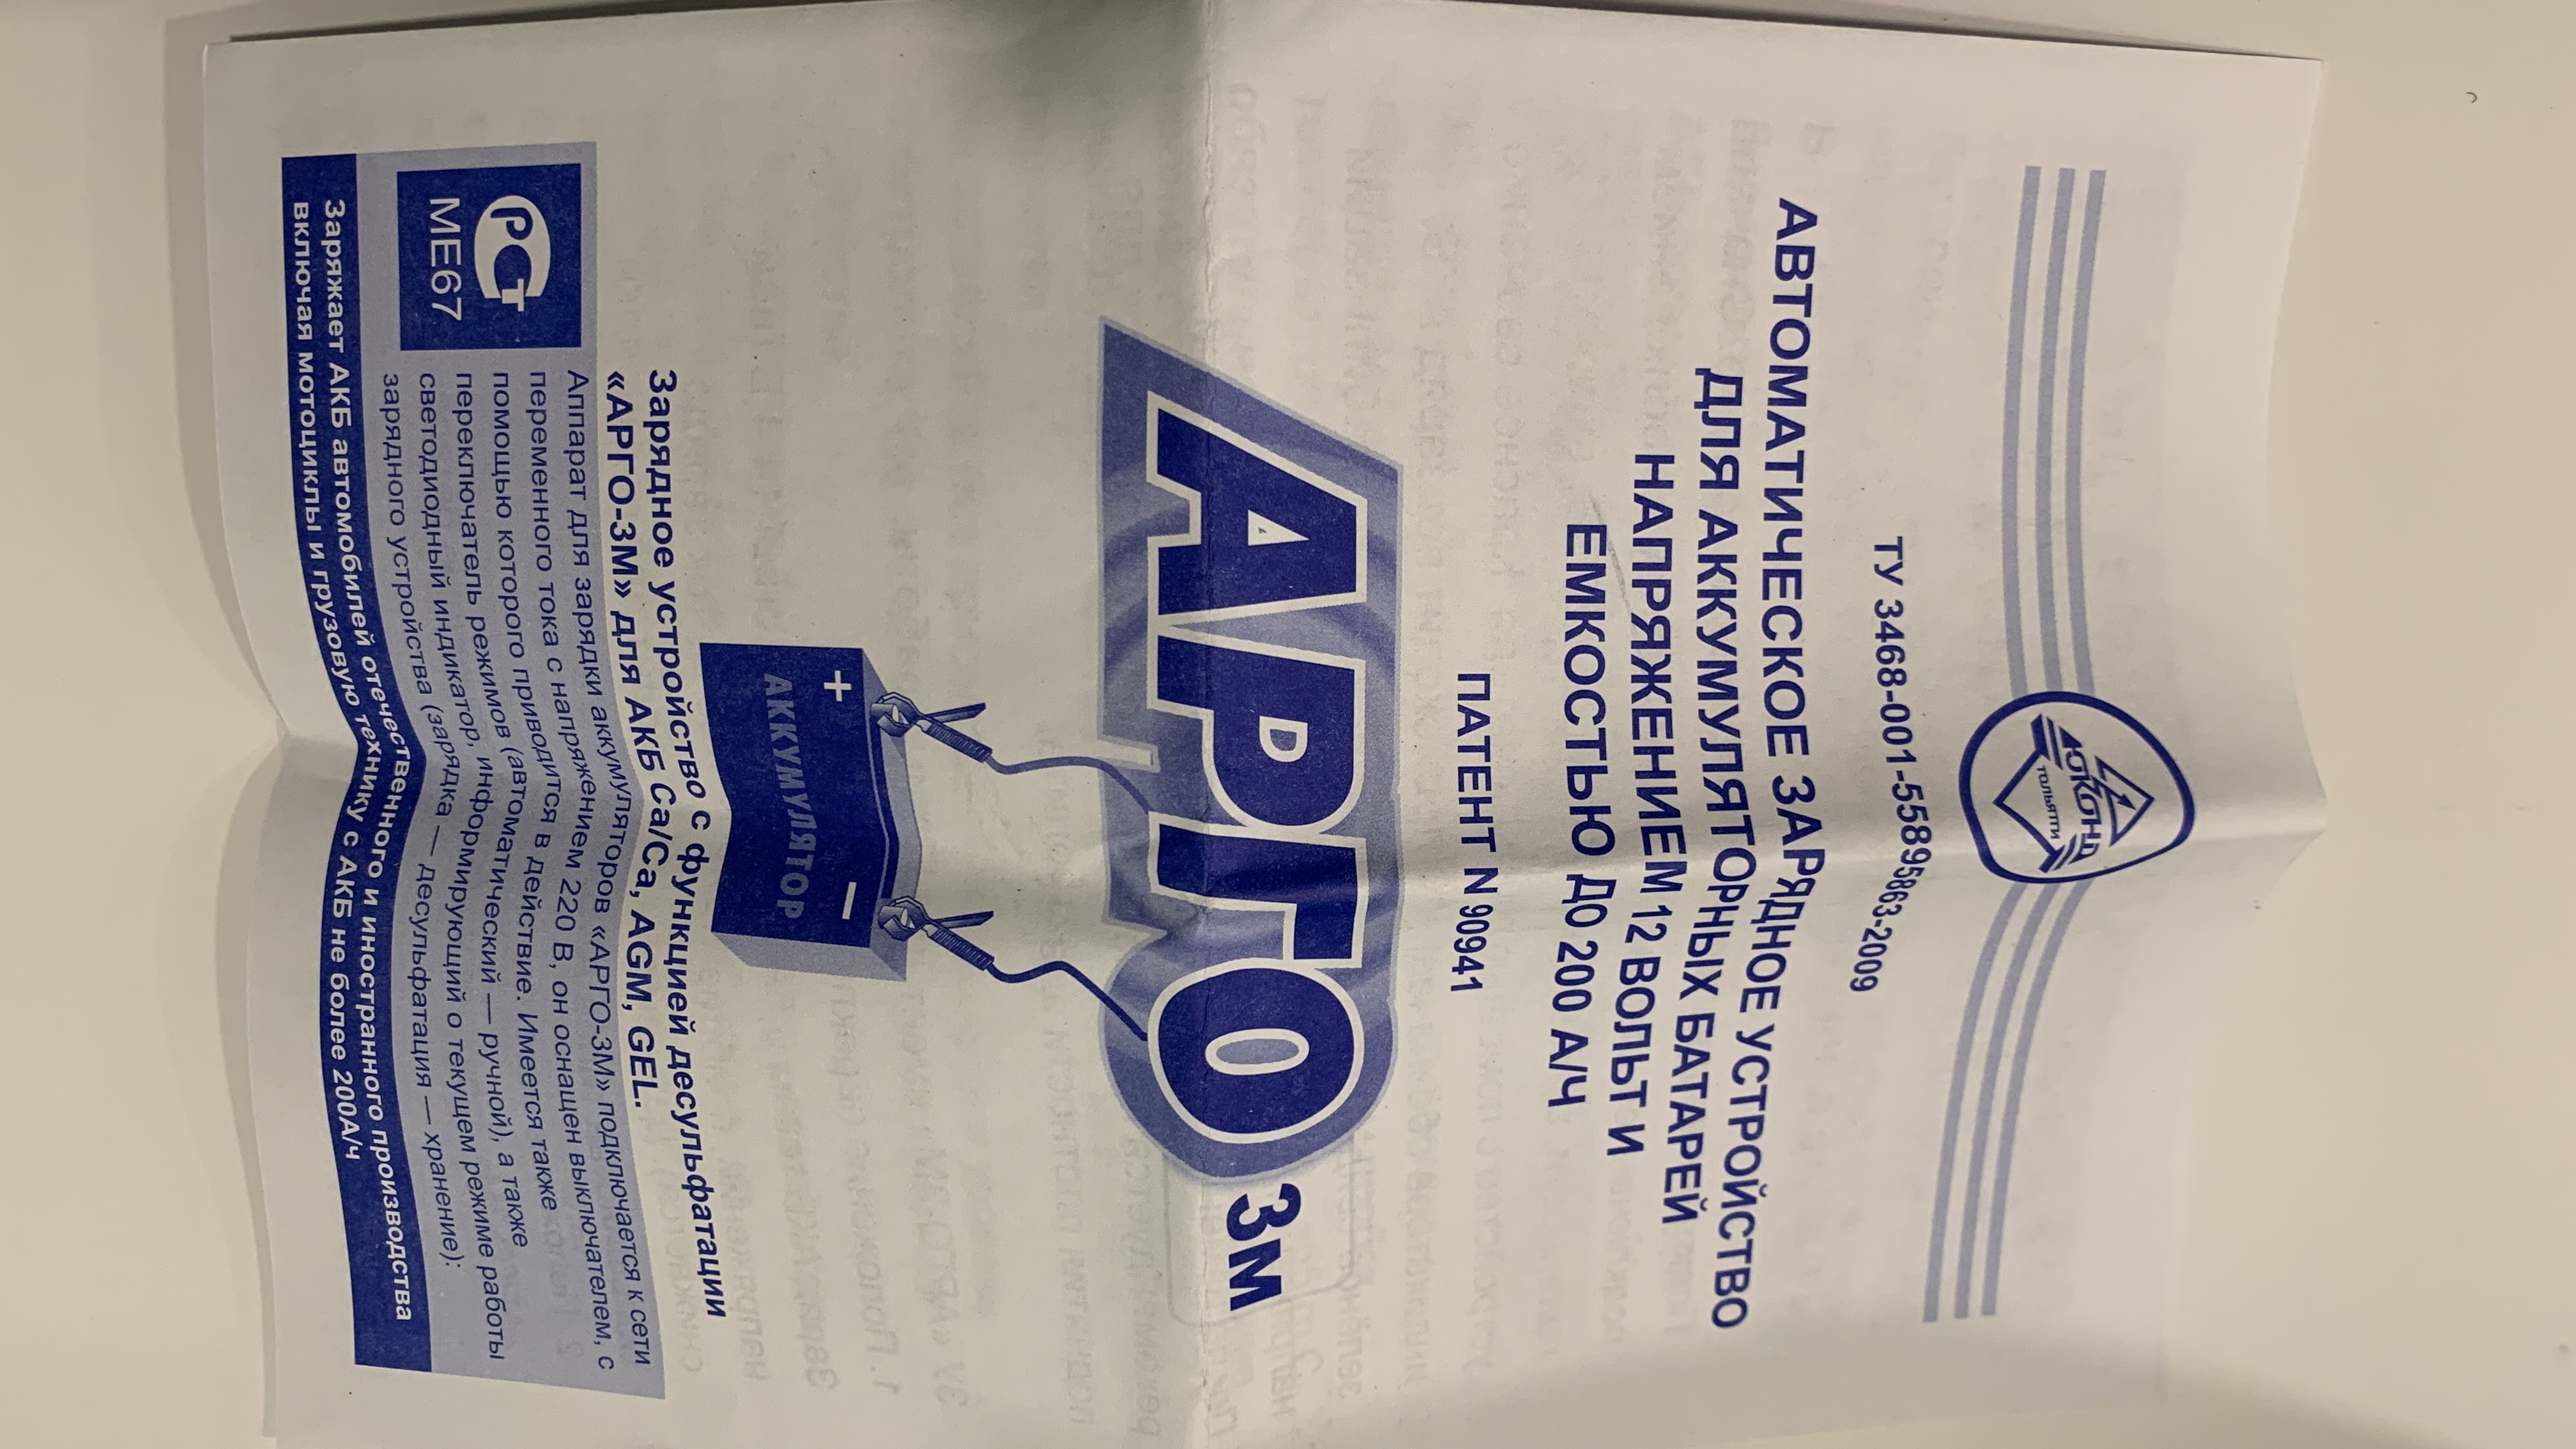 ЮКОНД
ТОЛЬЯТТИ
ТУ 3468-001-55895863-2009
АВТОМАТИЧЕСКОЕ ЗАРЯДНОЕ УСТРОЙСТВО
ДЛЯ АККУМУЛЯТОРНЫХ БАТАРЕЙ
НАПРЯЖЕНИЕМ 12 ВОЛЬТ И
ЕМКОСТЬЮ ДО 200 А/Ч
ПАТЕНТ N 90941
АРГО 3М
+ −
АККУМУЛЯТОР
Зарядное устройство с функцией десульфатации
«АРГО-3М» для АКБ Ca/Ca, AGM, GEL.
Аппарат для зарядки аккумуляторов «АРГО-3М» подключается к сети
переменного тока с напряжением 220 В, он оснащен выключателем, с
помощью которого приводится в действие. Имеется также
переключатель режимов (автоматический — ручной), а также
светодиодный индикатор, информирующий о текущем режиме работы
зарядного устройства (зарядка — десульфатация — хранение):
РСТ
МЕ67
Заряжает АКБ автомобилей отечественного и иностранного производства
включая мотоциклы и грузовую технику с АКБ не более 200А/ч